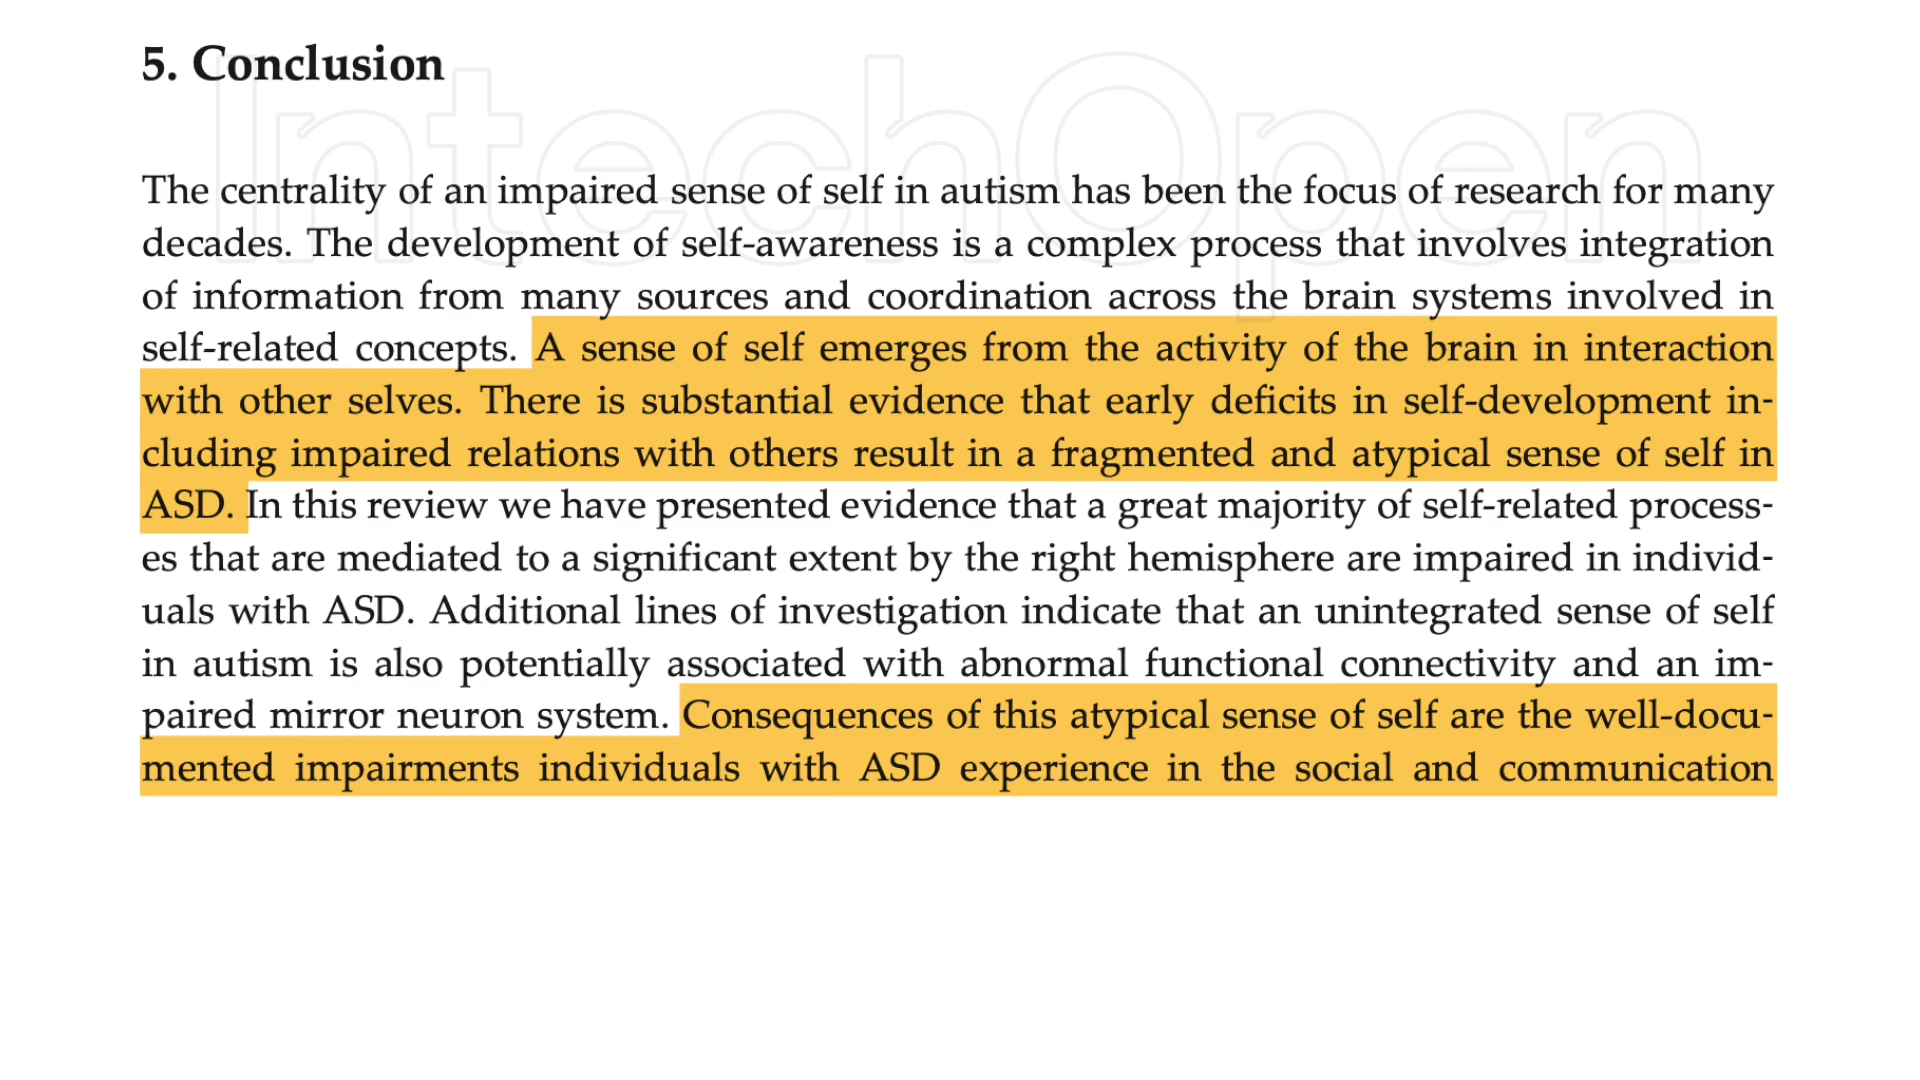 5. Conclusion
IntechOpen
The centrality of an impaired sense of self in autism has been the focus of research for many
decades. The development of self-awareness is a complex process that involves integration
of information from many sources and coordination across the brain systems involved in
self-related concepts. A sense of self emerges from the activity of the brain in interaction
with other selves. There is substantial evidence that early deficits in self-development in-
cluding impaired relations with others result in a fragmented and atypical sense of self in
ASD. In this review we have presented evidence that a great majority of self-related process-
es that are mediated to a significant extent by the right hemisphere are impaired in individ-
uals with ASD. Additional lines of investigation indicate that an unintegrated sense of self
in autism is also potentially associated with abnormal functional connectivity and an im-
paired mirror neuron system. Consequences of this atypical sense of self are the well-docu-
mented impairments individuals with ASD experience in the social and communication